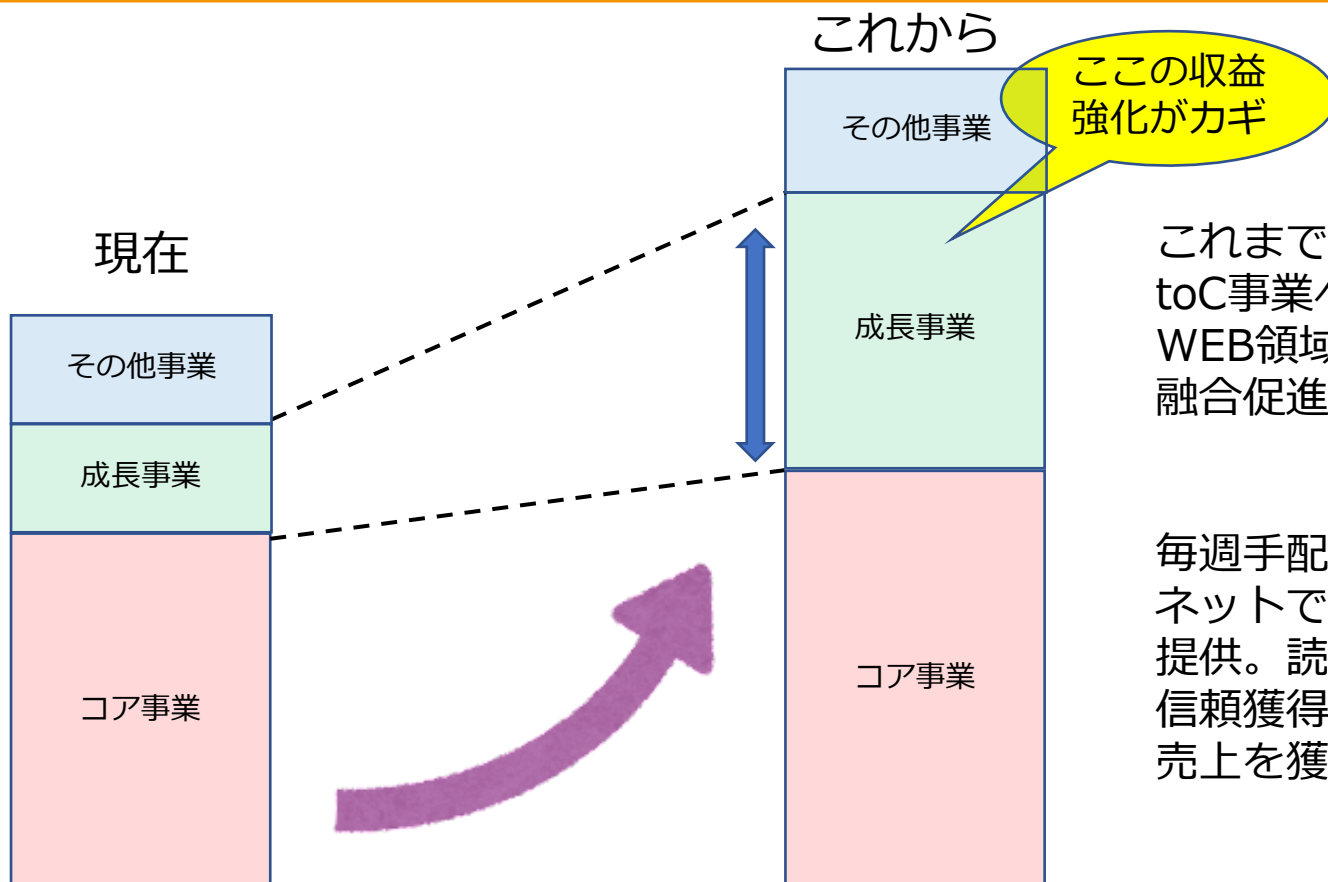 これから
ここの収益
強化がカギ
その他事業
成長事業
コア事業
現在
その他事業
成長事業
コア事業
これまで
toC事業
WEB領域
融合促進
毎週手配
ネットで
提供。読
信頼獲得
売上を獲